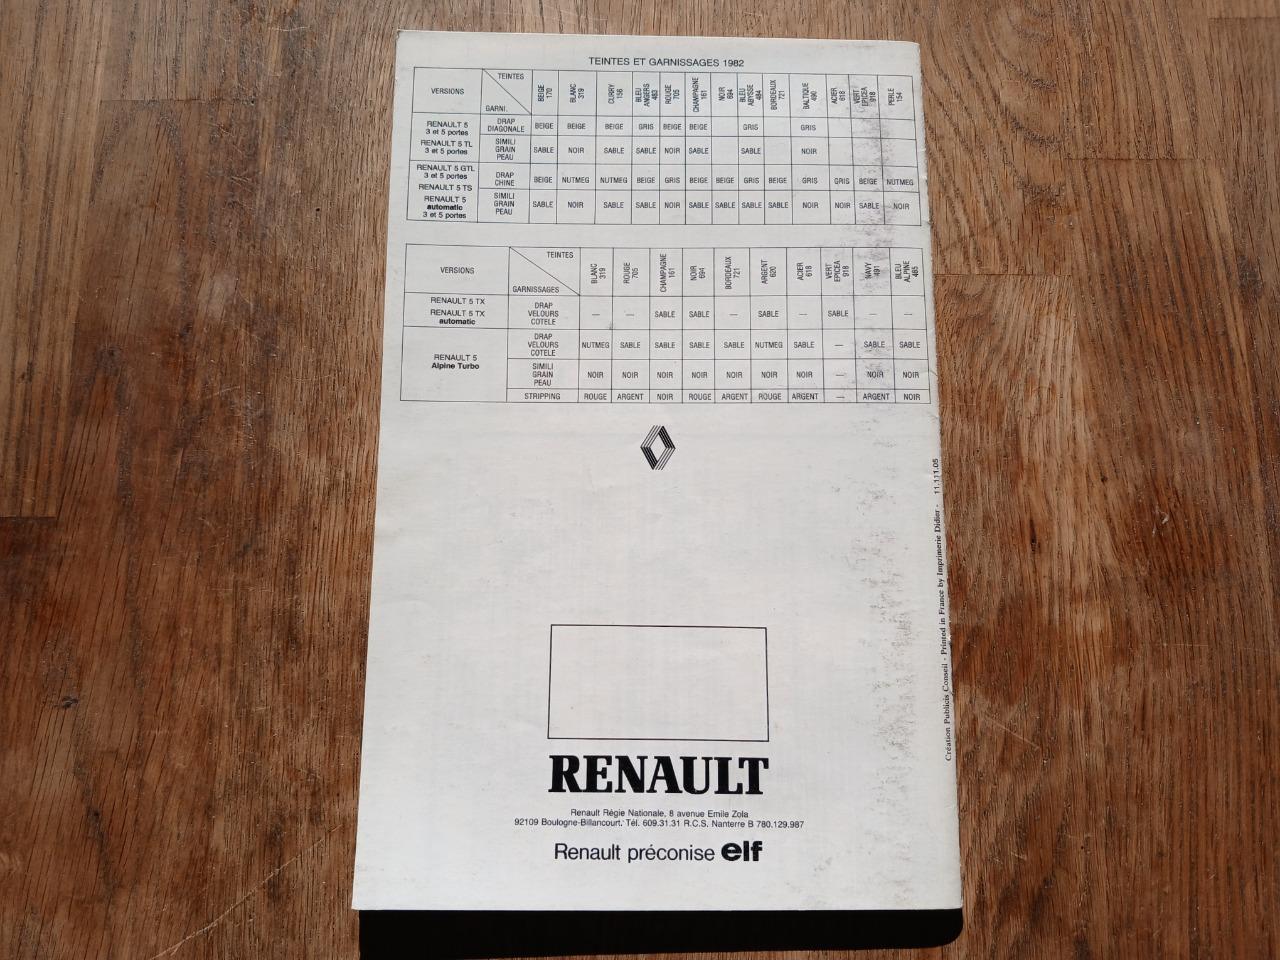 TEINTES ET GARNISSAGES 1982
VERSIONS TEINTES GARNI. BEIGE 170 BLANC 319 CURRY 156 BLEU ANGERS 463 ROUGE 705 CHAMPAGNE 161 NOIR 694 BLEU ABYSSE 484 BORDEAUX 721 BALTIQUE 490 ACIER 618 VERT EPICEA 918 PERLE 154
RENAULT 5
3 et 5 portes
RENAULT 5 TL
3 et 5 portes
DRAP DIAGONALE BEIGE BEIGE BEIGE GRIS BEIGE BEIGE GRIS GRIS
SIMILI GRAIN PEAU SABLE NOIR SABLE SABLE NOIR SABLE SABLE NOIR
RENAULT 5 GTL
3 et 5 portes
RENAULT 5 TS
RENAULT 5
automatic
3 et 5 portes
DRAP CHINE BEIGE NUTMEG NUTMEG BEIGE GRIS BEIGE BEIGE GRIS BEIGE GRIS GRIS BEIGE NUTMEG
SIMILI GRAIN PEAU SABLE NOIR SABLE SABLE NOIR SABLE SABLE SABLE SABLE NOIR NOIR SABLE NOIR
VERSIONS TEINTES GARNISSAGES BLANC 319 ROUGE 705 CHAMPAGNE 161 NOIR 694 BORDEAUX 721 ARGENT 620 ACIER 618 VERT EPICEA 918 NAVY 491 BLEU ALPINE 485
RENAULT 5 TX
RENAULT 5 TX
automatic
DRAP VELOURS COTELE — — SABLE SABLE — SABLE — SABLE — —
RENAULT 5
Alpine Turbo
DRAP VELOURS COTELE NUTMEG SABLE SABLE SABLE SABLE NUTMEG SABLE — SABLE SABLE
SIMILI GRAIN PEAU NOIR NOIR NOIR NOIR NOIR NOIR NOIR — NOIR NOIR
STRIPPING ROUGE ARGENT NOIR ROUGE ARGENT ROUGE ARGENT — ARGENT NOIR
Création Publicis Conseil - Printed in France by Imprimerie Didier - 11.111.05
RENAULT
Renault Régie Nationale, 8 avenue Emile Zola
92109 Boulogne-Billancourt. Tél. 609.31.31 R.C.S. Nanterre B 780.129.987
Renault préconise elf